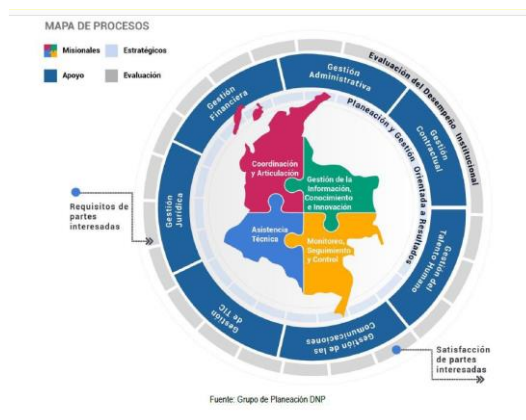 MAPA DE PROCESOS
Misionales
Estratégicos
Apoyo
Evaluación
Evaluación del Desempeño Institucional
Planeación y Gestión Orientada a Resultados
Gestión
Administrativa
Gestión
Contractual
Gestión del
Talento Humano
Gestión de las
Comunicaciones
Gestión
de TIC
Gestión
Jurídica
Gestión
Financiera
Coordinación
y Articulación
Gestión de la
Información,
Conocimiento
e Innovación
Asistencia
Técnica
Monitoreo,
Seguimiento
y Control
Requisitos de
partes
interesadas
Satisfacción
de partes
interesadas
Fuente: Grupo de Planeación DNP